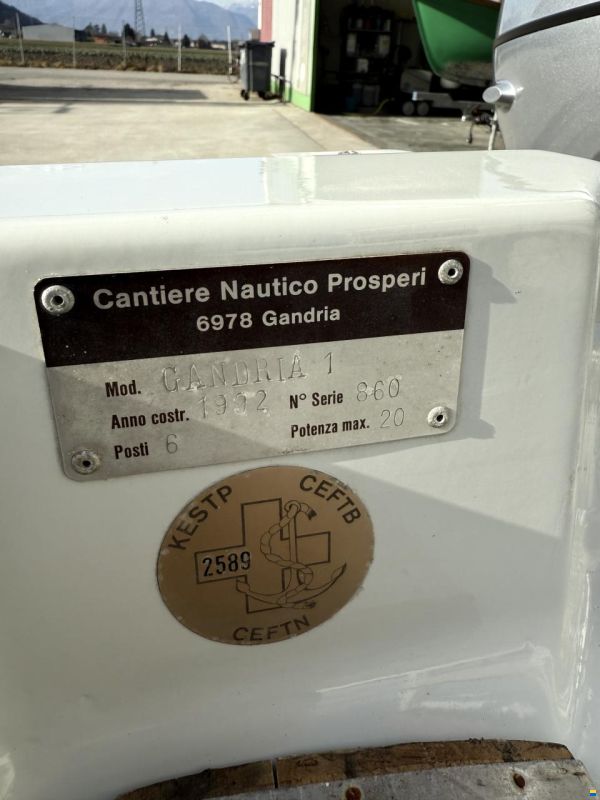 Cantiere Nautico Prosperi
6978 Gandria
Mod. GANDRIA 1
Anno costr. 1992 N° Serie 860
Posti 6 Potenza max. 20
KESTP CEFTB
2589
CEFTN